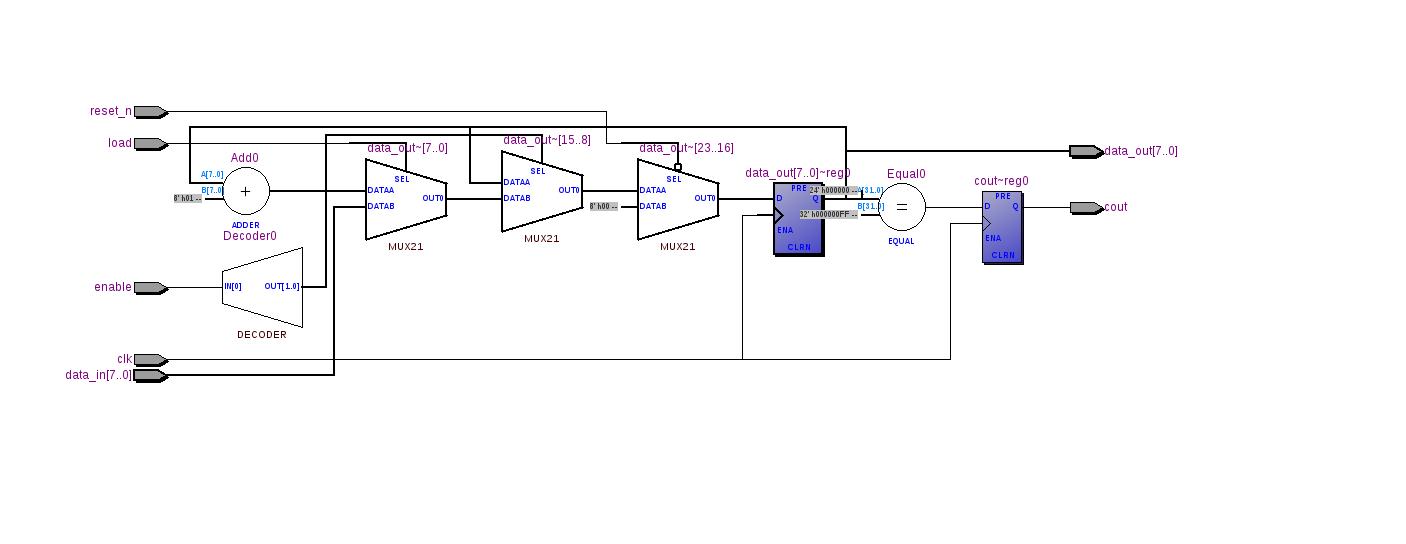 reset_n
load
Add0
A[7..0]
B[7..0]
8' h01 --
+
ADDER
Decoder0
enable
IN[0]
OUT[1..0]
DECODER
clk
data_in[7..0]
data_out~[7..0]
SEL
DATAA
DATAB
OUT0
MUX21
data_out~[15..8]
SEL
DATAA
DATAB
OUT0
MUX21
data_out~[23..16]
SEL
DATAA
8' h00 --
DATAB
OUT0
MUX21
data_out[7..0]~reg0
PRE
D
Q
ENA
CLRN
Equal0
24' h000000 --
A[31..0]
B[31..0]
32' h000000FF --
=
EQUAL
cout~reg0
PRE
D
Q
ENA
CLRN
data_out[7..0]
cout